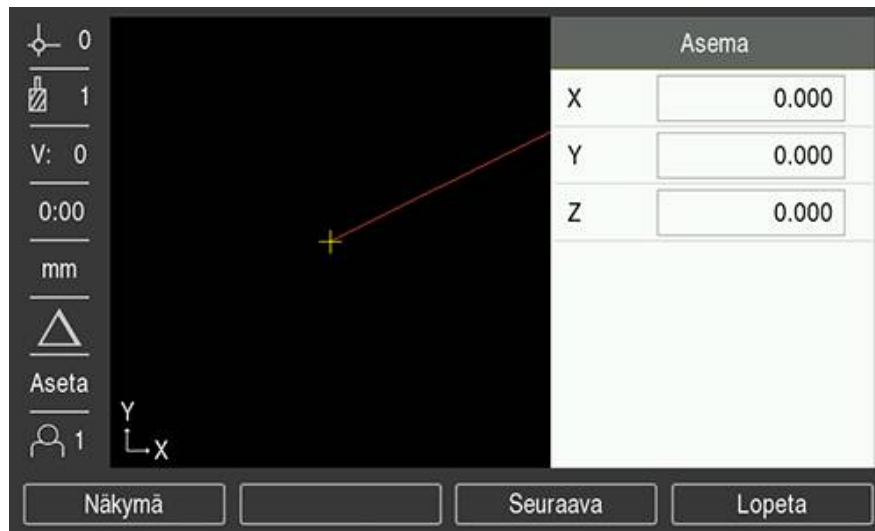 0
Asema
1
X 0.000
V: 0
Y 0.000
0:00
Z 0.000
mm
Aseta
1
Y
X
Näkymä Seuraava Lopeta